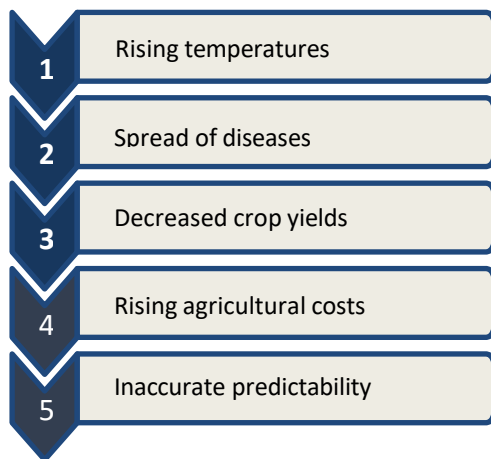 1 Rising temperatures
2 Spread of diseases
3 Decreased crop yields
4 Rising agricultural costs
5 Inaccurate predictability